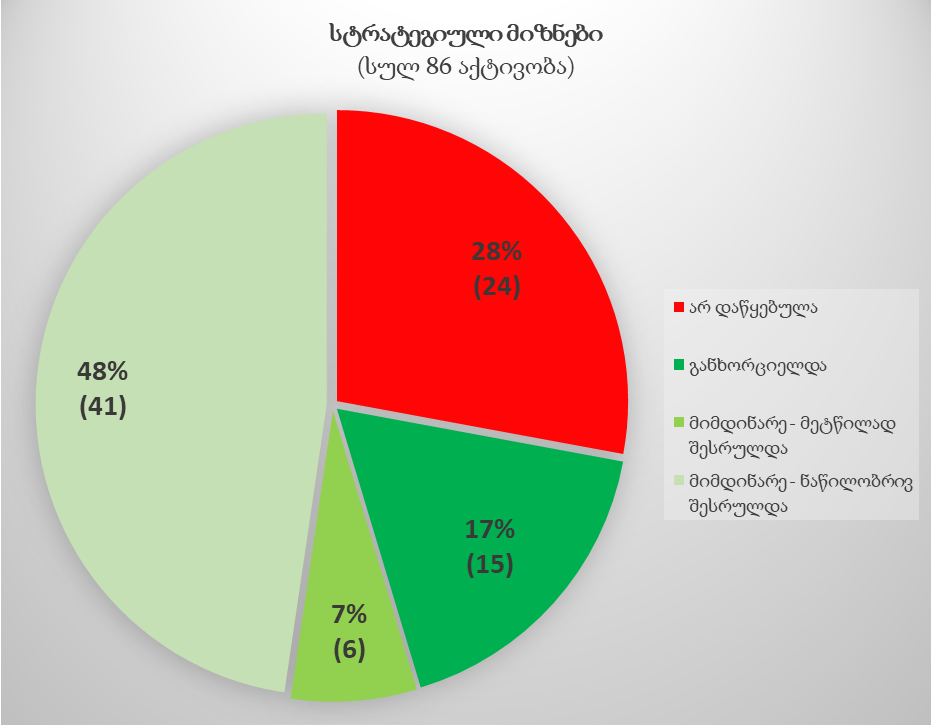 სტრატეგიული მიზნები
(სულ 86 აქტივობა)
28%
(24)
48%
(41)
17%
(15)
7%
(6)
არ დაწყებულა
განხორციელდა
მიმდინარე - მეტწილად
შესრულდა
მიმდინარე - ნაწილობრივ
შესრულდა